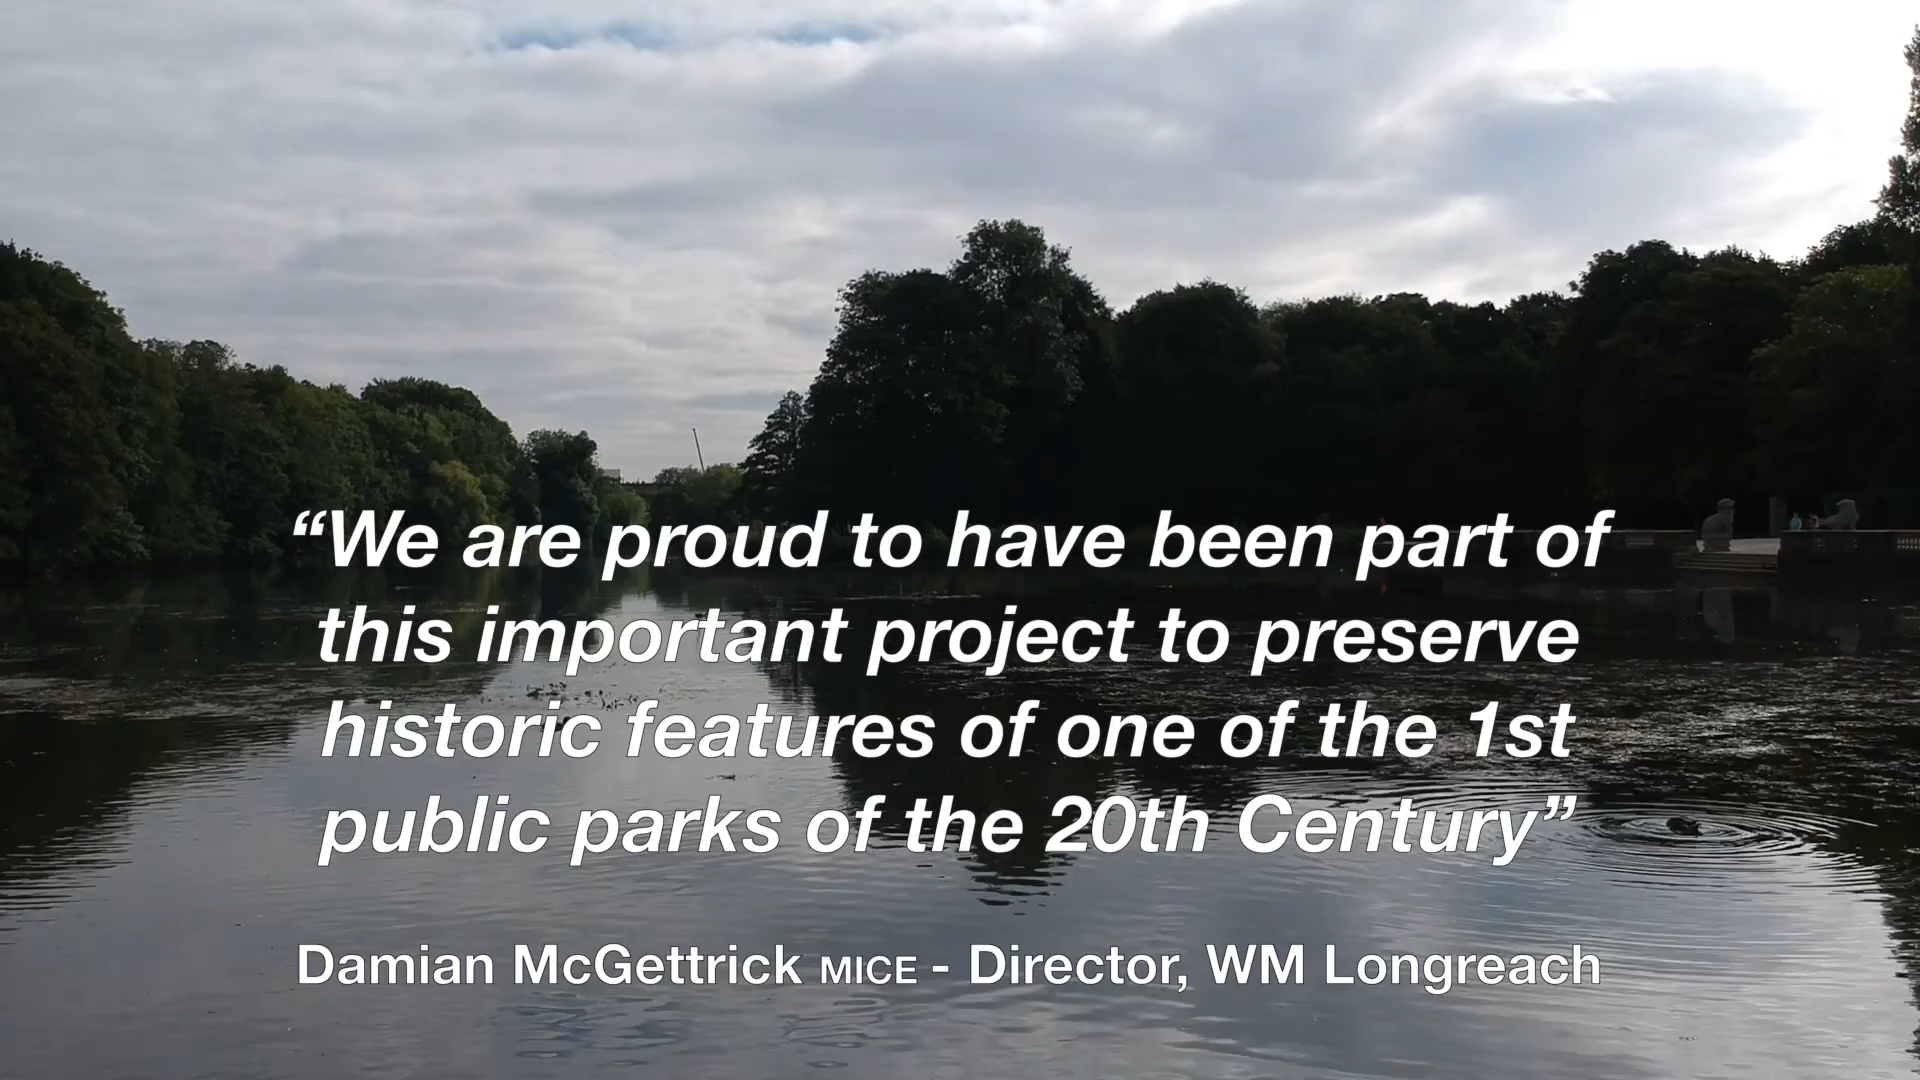 “We are proud to have been part of
this important project to preserve
historic features of one of the 1st
public parks of the 20th Century”
Damian McGettrick MICE - Director, WM Longreach